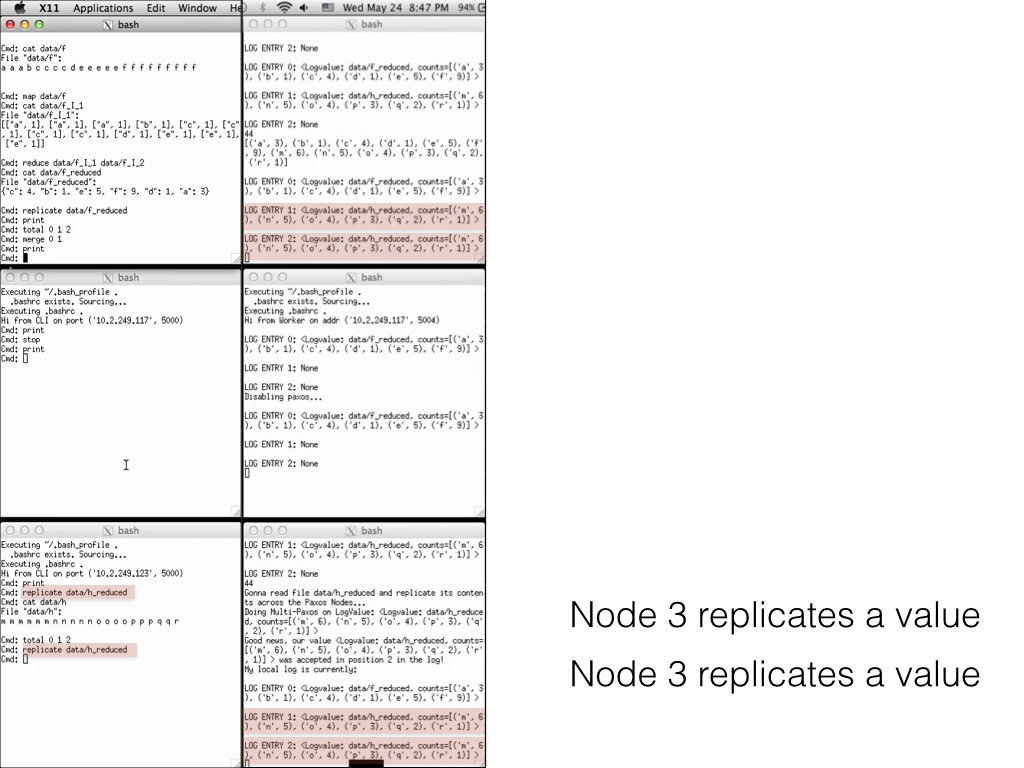 X11 Applications Edit Window He
Wed May 24 8:47 PM 94%
bash
Cmd: cat data/f
File "data/f":
a a a b c c c c d e e e e e f f f f f f f f f
Cmd: map data/f
Cmd: cat data/f_I_1
File "data/f_I_1":
[["a", 1], ["a", 1], ["a", 1], ["b", 1], ["c", 1], ["c"
, 1], ["c", 1], ["c", 1], ["d", 1], ["e", 1], ["e", 1],
["e", 1]]
Cmd: reduce data/f_I_1 data/f_I_2
Cmd: cat data/f_reduced
File "data/f_reduced":
{"c": 4, "b": 1, "e": 5, "f": 9, "d": 1, "a": 3}
Cmd: replicate data/f_reduced
Cmd: print
Cmd: total 0 1 2
Cmd: merge 0 1
Cmd: print
Cmd:
bash
LOG ENTRY 2: None
LOG ENTRY 0: <Logvalue: data/f_reduced, counts=[('a', 3
), ('b', 1), ('c', 4), ('d', 1), ('e', 5), ('f', 9)] >
LOG ENTRY 1: <Logvalue: data/h_reduced, counts=[('m', 6
), ('n', 5), ('o', 4), ('p', 3), ('q', 2), ('r', 1)] >
LOG ENTRY 2: None
44
[('a', 3), ('b', 1), ('c', 4), ('d', 1), ('e', 5), ('f'
, 9), ('m', 6), ('n', 5), ('o', 4), ('p', 3), ('q', 2),
('r', 1)]
LOG ENTRY 0: <Logvalue: data/f_reduced, counts=[('a', 3
), ('b', 1), ('c', 4), ('d', 1), ('e', 5), ('f', 9)] >
LOG ENTRY 1: <Logvalue: data/h_reduced, counts=[('m', 6
), ('n', 5), ('o', 4), ('p', 3), ('q', 2), ('r', 1)] >
LOG ENTRY 2: <Logvalue: data/h_reduced, counts=[('m', 6
), ('n', 5), ('o', 4), ('p', 3), ('q', 2), ('r', 1)] >
bash
Executing ~/.bash_profile .
.bashrc exists. Sourcing...
Executing .bashrc .
Hi from CLI on port ('10.2.249.117', 5000)
Cmd: print
Cmd: stop
Cmd: print
Cmd:
bash
Executing ~/.bash_profile .
.bashrc exists. Sourcing...
Executing .bashrc .
Hi from Worker on addr ('10.2.249.117', 5004)
LOG ENTRY 0: <Logvalue: data/f_reduced, counts=[('a', 3
), ('b', 1), ('c', 4), ('d', 1), ('e', 5), ('f', 9)] >
LOG ENTRY 1: None
LOG ENTRY 2: None
Disabling paxos...
LOG ENTRY 0: <Logvalue: data/f_reduced, counts=[('a', 3
), ('b', 1), ('c', 4), ('d', 1), ('e', 5), ('f', 9)] >
LOG ENTRY 1: None
LOG ENTRY 2: None
bash
Executing ~/.bash_profile .
.bashrc exists. Sourcing...
Executing .bashrc .
Hi from CLI on port ('10.2.249.123', 5000)
Cmd: print
Cmd: replicate data/h_reduced
Cmd: cat data/h
File "data/h":
m m m m m m n n n n n o o o o p p p q q r
Cmd: total 0 1 2
Cmd: replicate data/h_reduced
Cmd:
bash
LOG ENTRY 1: <Logvalue: data/h_reduced, counts=[('m', 6
), ('n', 5), ('o', 4), ('p', 3), ('q', 2), ('r', 1)] >
LOG ENTRY 2: None
44
Gonna read file data/h_reduced and replicate its conten
ts across the Paxos Nodes...
Doing Multi-Paxos on LogValue: <Logvalue: data/h_reduce
d, counts=[('m', 6), ('n', 5), ('o', 4), ('p', 3), ('q'
, 2), ('r', 1)] >
Good news, our value <Logvalue: data/h_reduced, counts=
[('m', 6), ('n', 5), ('o', 4), ('p', 3), ('q', 2), ('r'
, 1)] > was accepted in position 2 in the log!
My local log is currently:
LOG ENTRY 0: <Logvalue: data/f_reduced, counts=[('a', 3
), ('b', 1), ('c', 4), ('d', 1), ('e', 5), ('f', 9)] >
LOG ENTRY 1: <Logvalue: data/h_reduced, counts=[('m', 6
), ('n', 5), ('o', 4), ('p', 3), ('q', 2), ('r', 1)] >
LOG ENTRY 2: <Logvalue: data/h_reduced, counts=[('m', 6
), ('n', 5), ('o', 4), ('p', 3), ('q', 2), ('r', 1)] >
Node 3 replicates a value
Node 3 replicates a value